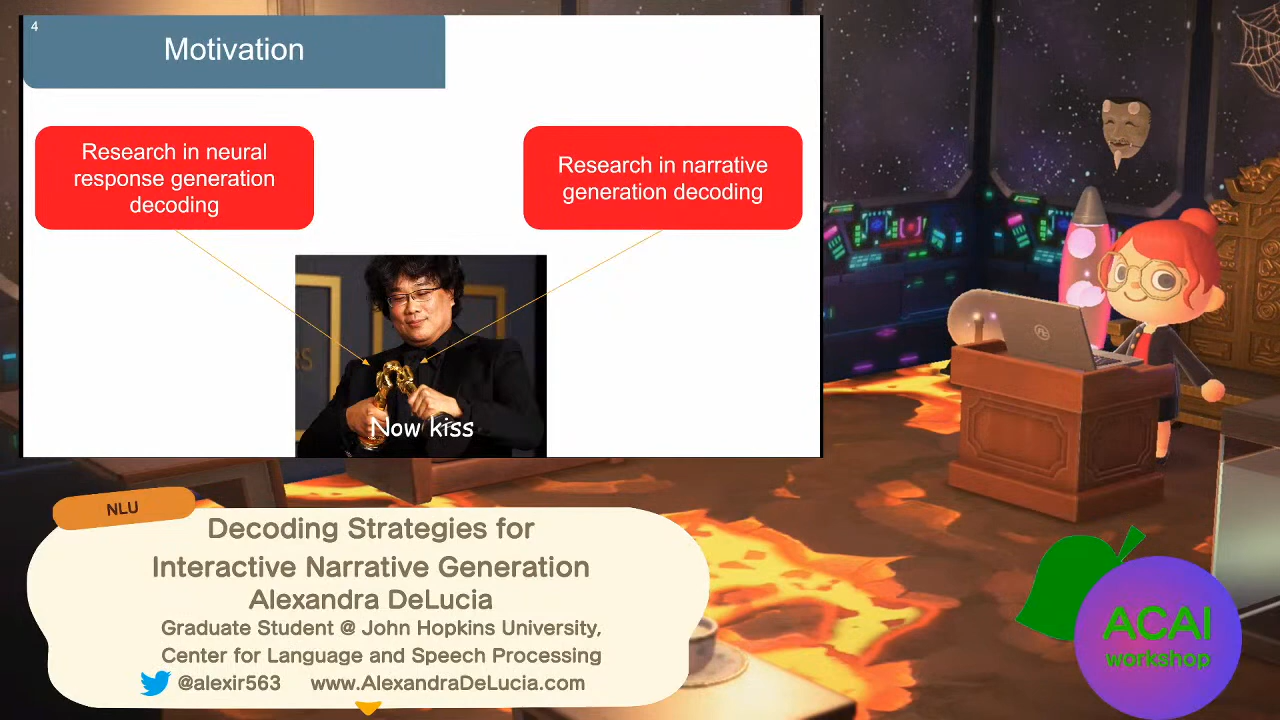 4
Motivation
Research in neural
response generation
decoding
Research in narrative
generation decoding
Now kiss
NLU
Decoding Strategies for
Interactive Narrative Generation
Alexandra DeLucia
Graduate Student @ John Hopkins University,
Center for Language and Speech Processing
@alexir563 www.AlexandraDeLucia.com
ACAI
workshop